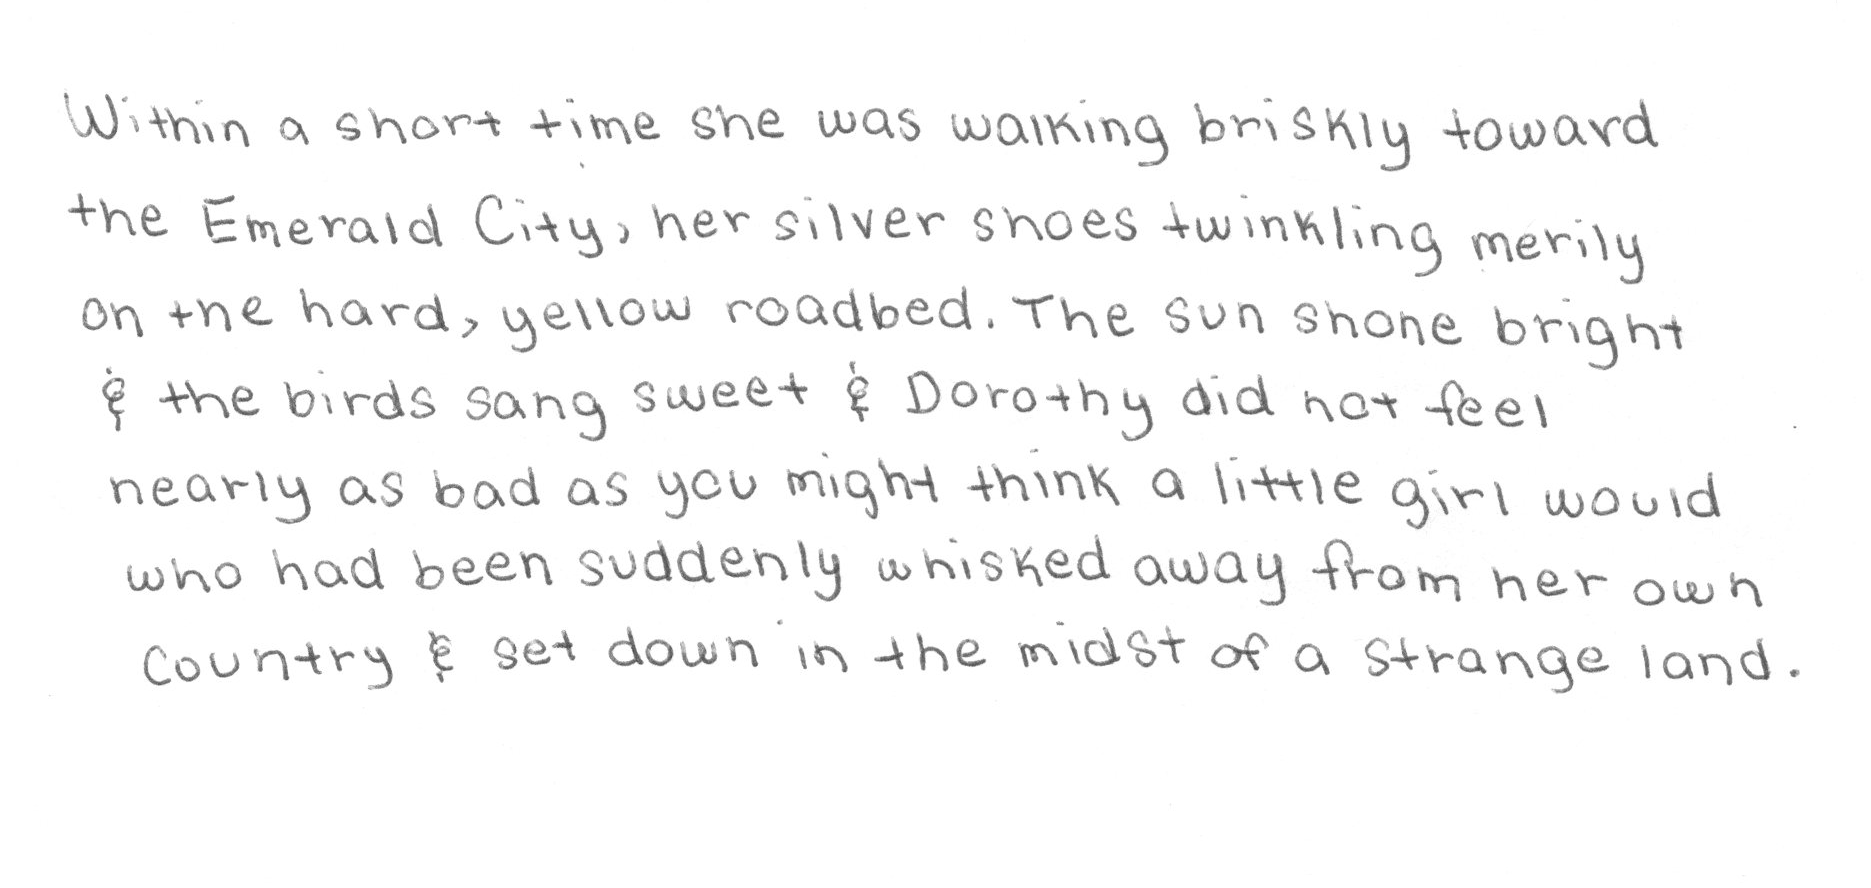 Within a short time she was walking briskly toward
the Emerald City, her silver shoes twinkling merily
on the hard, yellow roadbed. The sun shone bright
& the birds sang sweet & Dorothy did not feel
nearly as bad as you might think a little girl would
who had been suddenly whisked away from her own
Country & set down in the midst of a strange land.